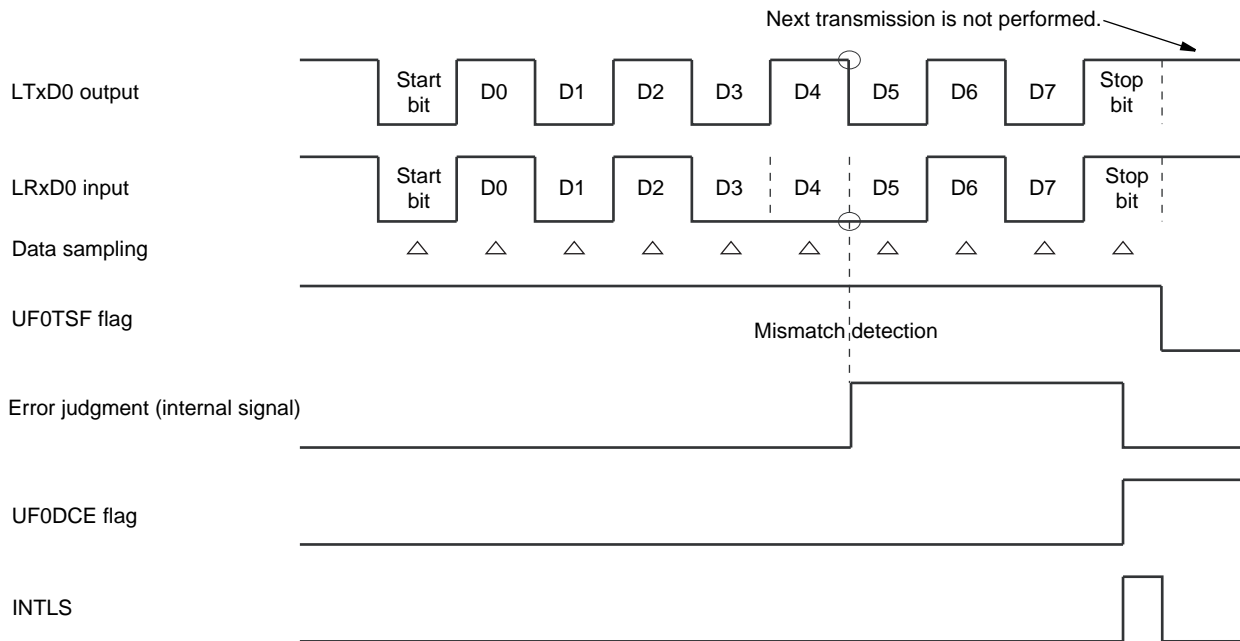 Next transmission is not performed.
LTxD0 output
Start bit D0 D1 D2 D3 D4 D5 D6 D7 Stop bit
LRxD0 input
Start bit D0 D1 D2 D3 D4 D5 D6 D7 Stop bit
Data sampling
UF0TSF flag
Mismatch detection
Error judgment (internal signal)
UF0DCE flag
INTLS